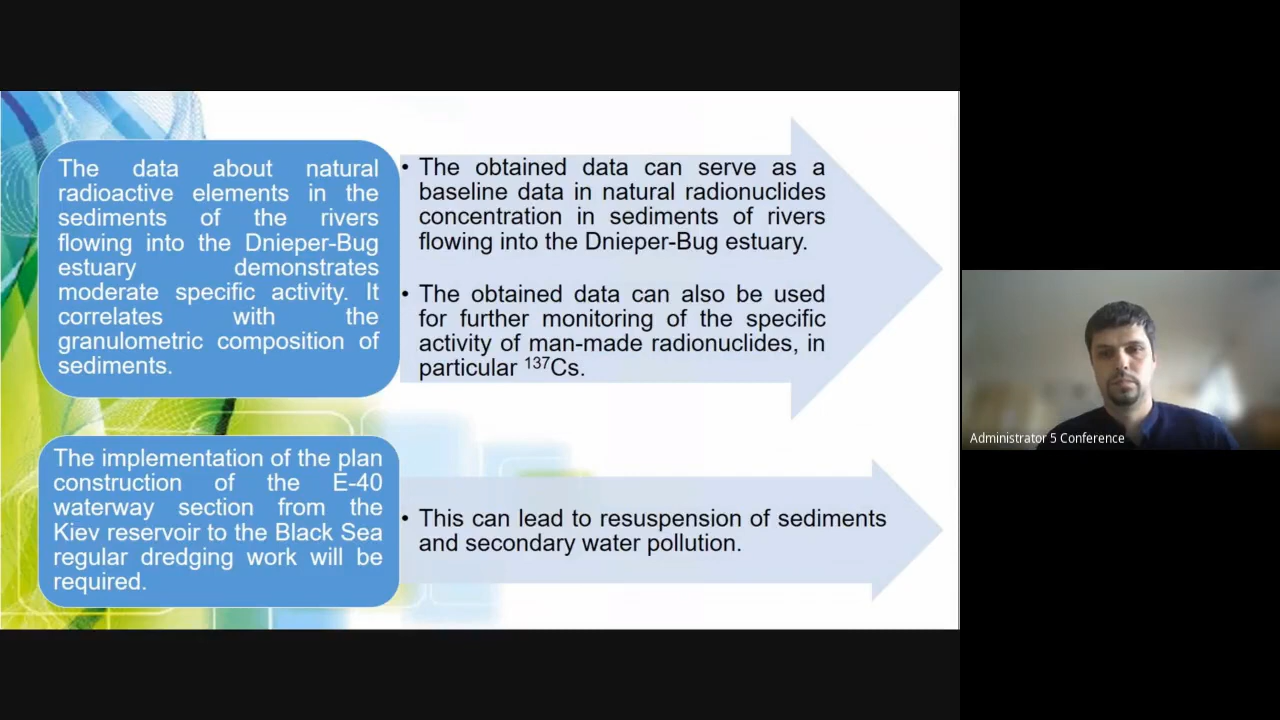 The data about natural
radioactive elements in the
sediments of the rivers
flowing into the Dnieper-Bug
estuary demonstrates
moderate specific activity. It
correlates with the
granulometric composition of
sediments.
• The obtained data can serve as a
baseline data in natural radionuclides
concentration in sediments of rivers
flowing into the Dnieper-Bug estuary.
• The obtained data can also be used
for further monitoring of the specific
activity of man-made radionuclides, in
particular ¹³⁷Cs.
The implementation of the plan
construction of the E-40
waterway section from the
Kiev reservoir to the Black Sea
regular dredging work will be
required.
• This can lead to resuspension of sediments
and secondary water pollution.
Administrator 5 Conference